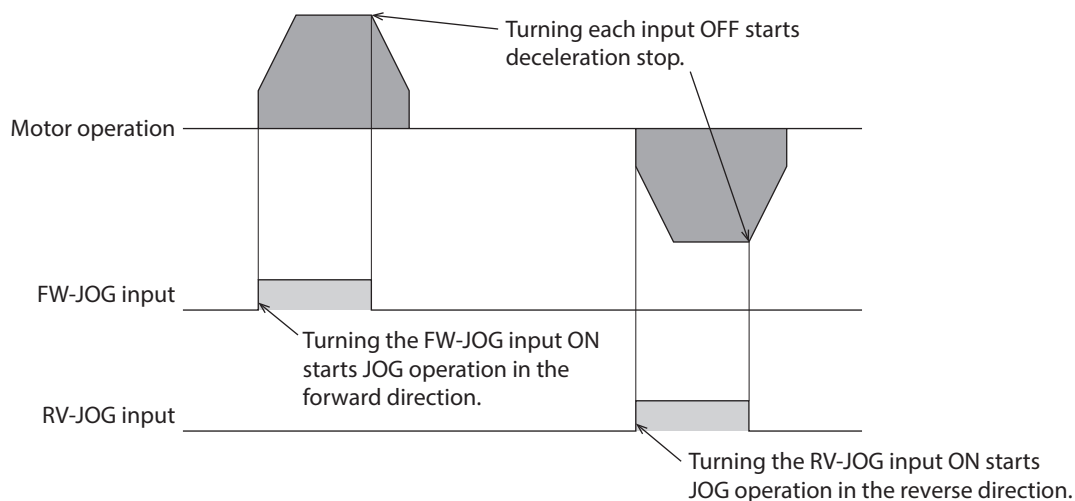 Turning each input OFF starts
deceleration stop.
Motor operation
FW-JOG input
Turning the FW-JOG input ON
starts JOG operation in the
forward direction.
RV-JOG input
Turning the RV-JOG input ON starts
JOG operation in the reverse direction.